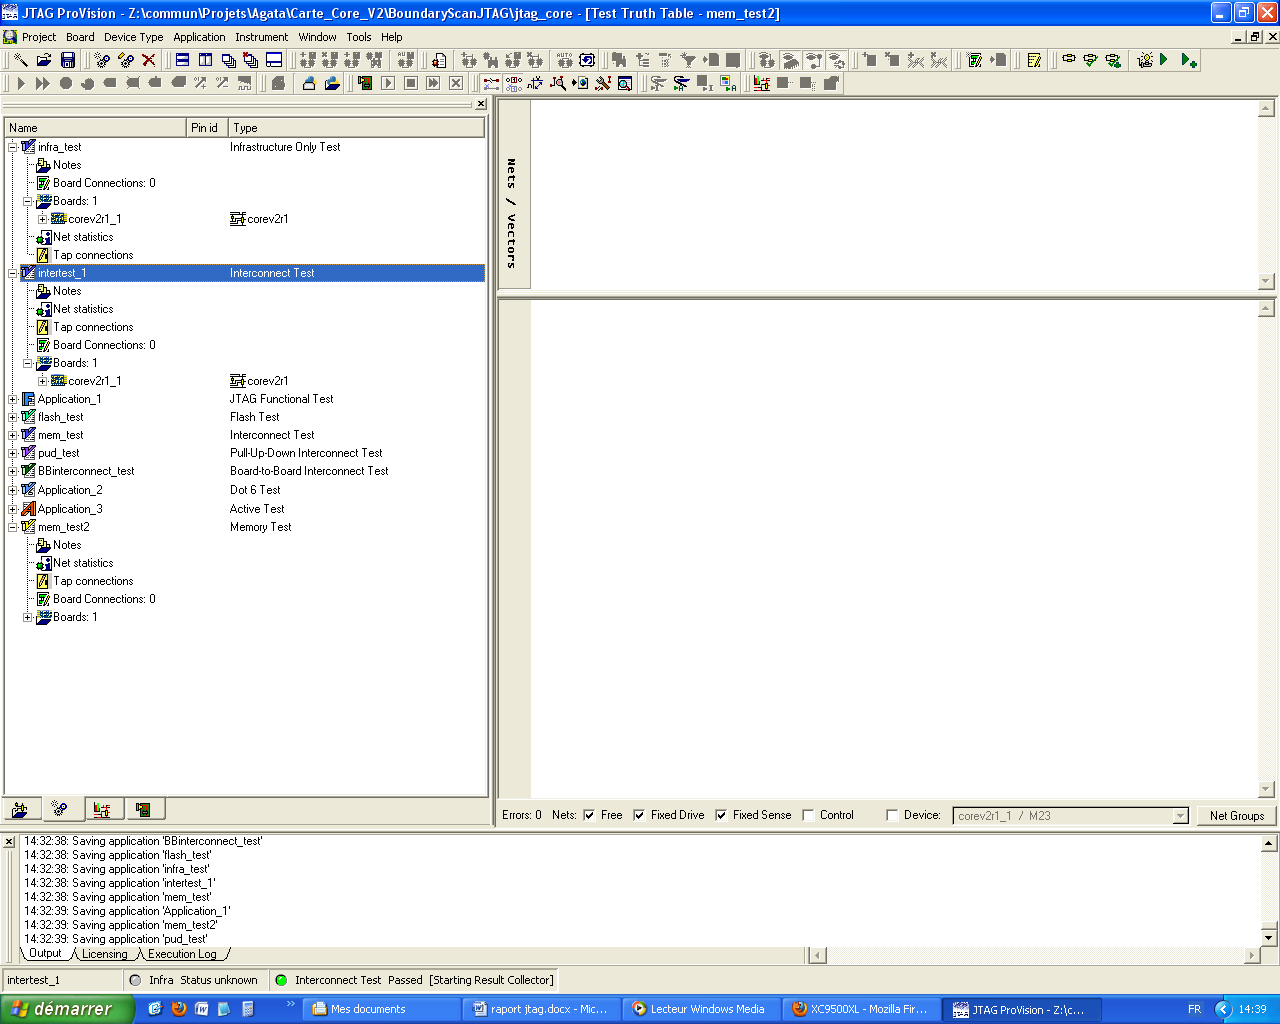 JTAG ProVision - Z:\commun\Projets\Agata\Carte_Core_V2\BoundaryScanJTAG\jtag_core - [Test Truth Table - mem_test2]
Project Board Device Type Application Instrument Window Tools Help
Name Pin id Type
infra_test Infrastructure Only Test
Notes
Board Connections: 0
Boards: 1
corev2r1_1 corev2r1
Net statistics
Tap connections
intertest_1 Interconnect Test
Notes
Net statistics
Tap connections
Board Connections: 0
Boards: 1
corev2r1_1 corev2r1
Application_1 JTAG Functional Test
flash_test Flash Test
mem_test Interconnect Test
pud_test Pull-Up-Down Interconnect Test
BBinterconnect_test Board-to-Board Interconnect Test
Application_2 Dot 6 Test
Application_3 Active Test
mem_test2 Memory Test
Notes
Net statistics
Tap connections
Board Connections: 0
Boards: 1
Nets / Vectors
Errors: 0 Nets: Free Fixed Drive Fixed Sense Control Device: corev2r1_1 / M23 Net Groups
14:32:38: Saving application 'BBinterconnect_test'
14:32:38: Saving application 'flash_test'
14:32:38: Saving application 'infra_test'
14:32:38: Saving application 'intertest_1'
14:32:38: Saving application 'mem_test'
14:32:39: Saving application 'Application_1'
14:32:39: Saving application 'mem_test2'
14:32:39: Saving application 'pud_test'
Output Licensing Execution Log
intertest_1 Infra Status unknown Interconnect Test Passed [Starting Result Collector]
démarrer Mes documents raport jtag.docx - Mic... Lecteur Windows Media XC9500XL - Mozilla Fir... JTAG ProVision - Z:\c... FR 14:39